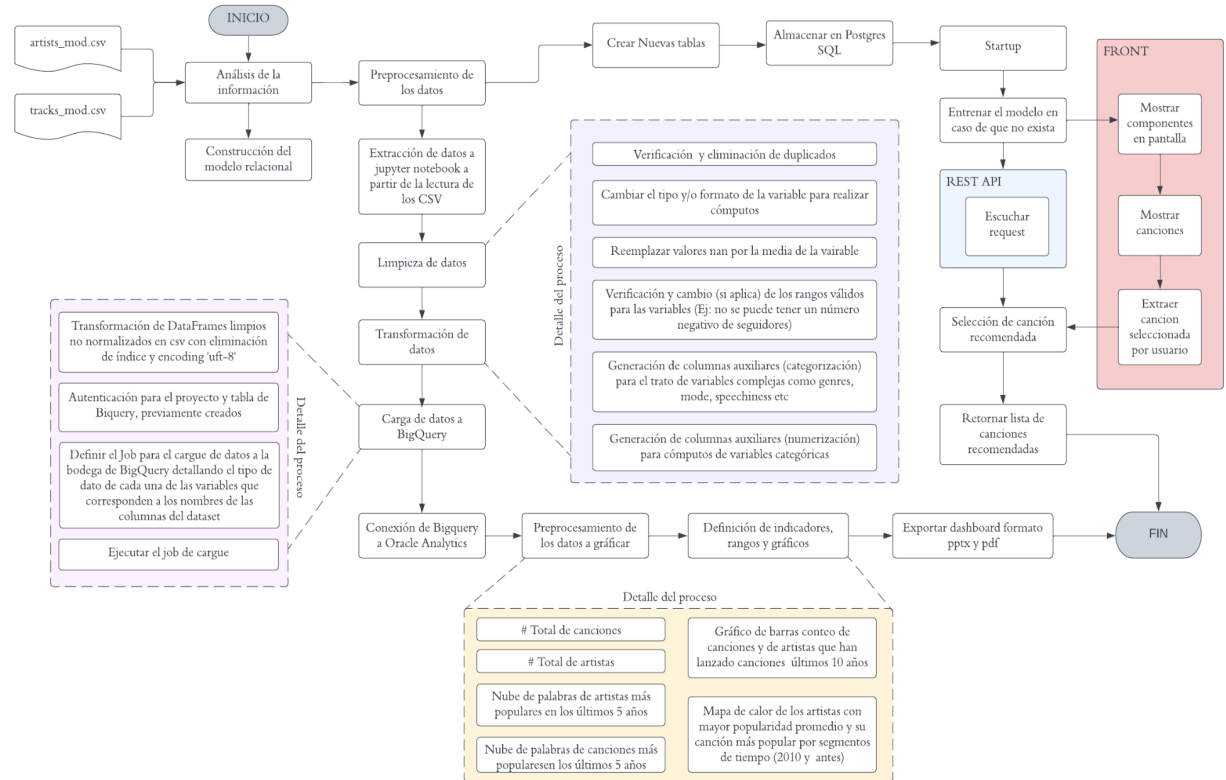 INICIO
artists_mod.csv
tracks_mod.csv
Análisis de la
información
Construcción del
modelo relacional
Preprocesamiento de
los datos
Extracción de datos a
jupyter notebook a
partir de la lectura de
los CSV
Limpieza de datos
Transformación de
datos
Carga de datos a
BigQuery
Conexión de Bigquery
a Oracle Analytics
Crear Nuevas tablas
Almacenar en Postgres
SQL
Startup
Entrenar el modelo en
caso de que no exista
REST API
Escuchar
request
Selección de canción
recomendada
Retornar lista de
canciones
recomendadas
FRONT
Mostrar
componentes
en pantalla
Mostrar
canciones
Extraer
cancion
seleccionada
por usuario
Detalle del proceso
Verificación y eliminación de duplicados
Cambiar el tipo y/o formato de la variable para realizar
cómputos
Reemplazar valores nan por la media de la vairable
Verificación y cambio (si aplica) de los rangos válidos
para las variables (Ej: no se puede tener un número
negativo de seguidores)
Generación de columnas auxiliares (categorización)
para el trato de variables complejas como genres,
mode, speechiness etc
Generación de columnas auxiliares (numerización)
para cómputos de variables categóricas
Transformación de DataFrames limpios
no normalizados en csv con eliminación
de índice y encoding 'uft-8'
Autenticación para el proyecto y tabla de
Biquery, previamente creados
Definir el Job para el cargue de datos a la
bodega de BigQuery detallando el tipo de
dato de cada una de las variables que
corresponden a los nombres de las
columnas del dataset
Ejecutar el job de cargue
Detalle del proceso
Preprocesamiento de
los datos a gráficar
Definición de indicadores,
rangos y gráficos
Exportar dashboard formato
pptx y pdf
FIN
Detalle del proceso
# Total de canciones
# Total de artistas
Nube de palabras de artistas más
populares en los últimos 5 años
Nube de palabras de canciones más
popularesen los últimos 5 años
Gráfico de barras conteo de
canciones y de artistas que han
lanzado canciones últimos 10 años
Mapa de calor de los artistas con
mayor popularidad promedio y su
canción más popular por segmentos
de tiempo (2010 y antes)